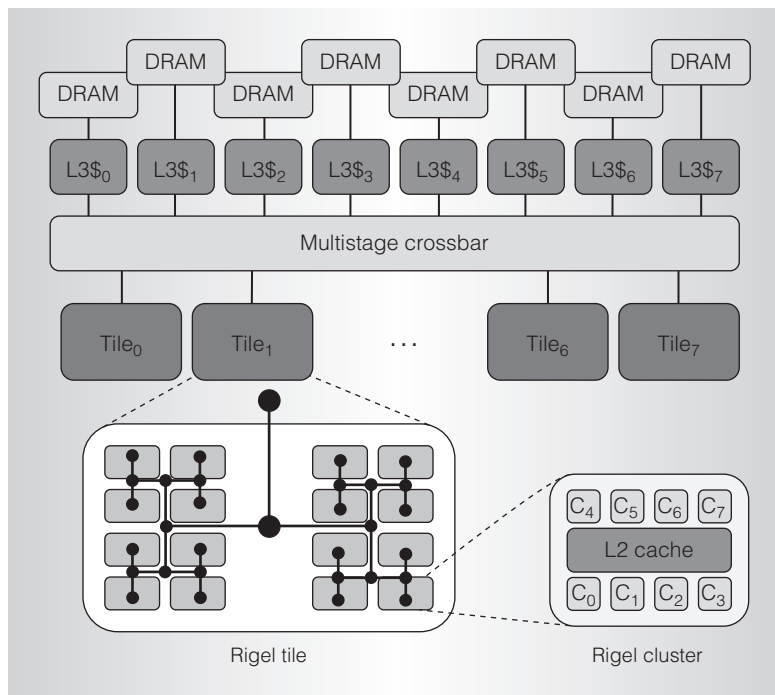 DRAM DRAM DRAM DRAM
DRAM DRAM DRAM DRAM
L3$₀ L3$₁ L3$₂ L3$₃ L3$₄ L3$₅ L3$₆ L3$₇
Multistage crossbar
Tile₀ Tile₁ ... Tile₆ Tile₇
C₄ C₅ C₆ C₇
L2 cache
C₀ C₁ C₂ C₃
Rigel tile Rigel cluster